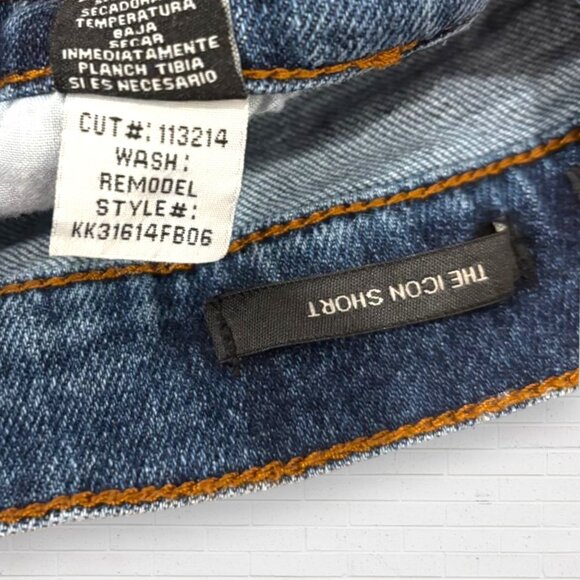 SECADORA
TEMPERATURA
BAJA
SECAR
INMEDIATAMENTE
PLANCH TIBIA
SI ES NECESARIO
CUT#: 113214
WASH:
REMODEL
STYLE#:
KK31614FB06
THE ICON SHORT